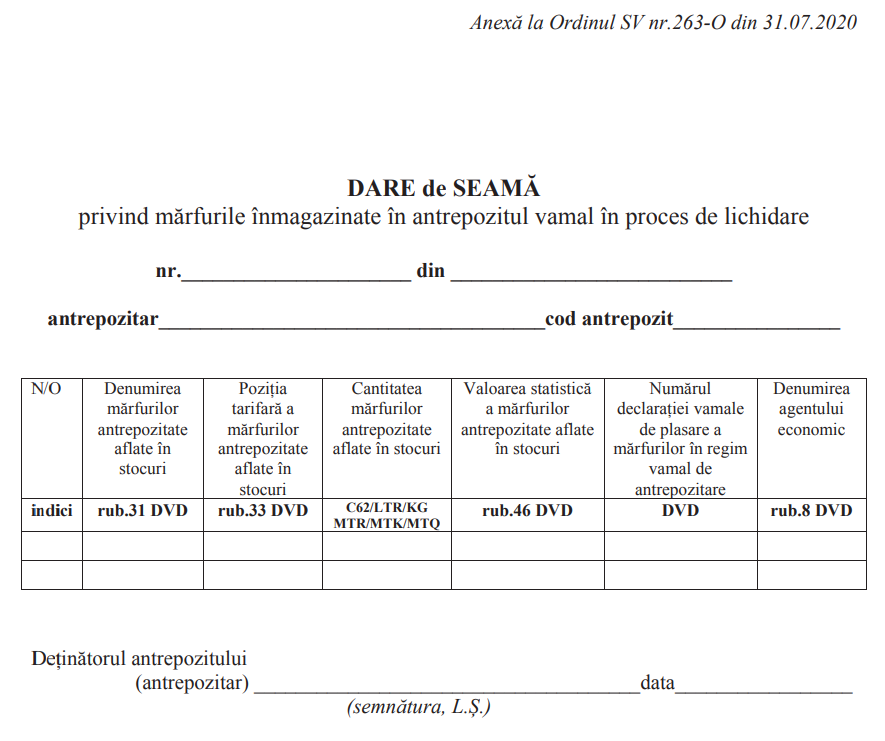 Anexă la Ordinul SV nr.263-O din 31.07.2020
DARE de SEAMĂ
privind mărfurile înmagazinate în antrepozitul vamal în proces de lichidare
nr.______________________ din ___________________________
antrepozitar_____________________________________cod antrepozit________________
N/O
Denumirea
mărfurilor
antrepozitate
aflate în
stocuri
Poziția
tarifară a
mărfurilor
antrepozitate
aflate în
stocuri
Cantitatea
mărfurilor
antrepozitate
aflate în stocuri
Valoarea statistică
a mărfurilor
antrepozitate aflate
în stocuri
Numărul
declarației vamale
de plasare a
mărfurilor în regim
vamal de
antrepozitare
Denumirea
agentului
economic
indici
rub.31 DVD
rub.33 DVD
C62/LTR/KG
MTR/MTK/MTQ
rub.46 DVD
DVD
rub.8 DVD
Deținătorul antrepozitului
(antrepozitar) _____________________________________data_________________
(semnătura, L.Ș.)